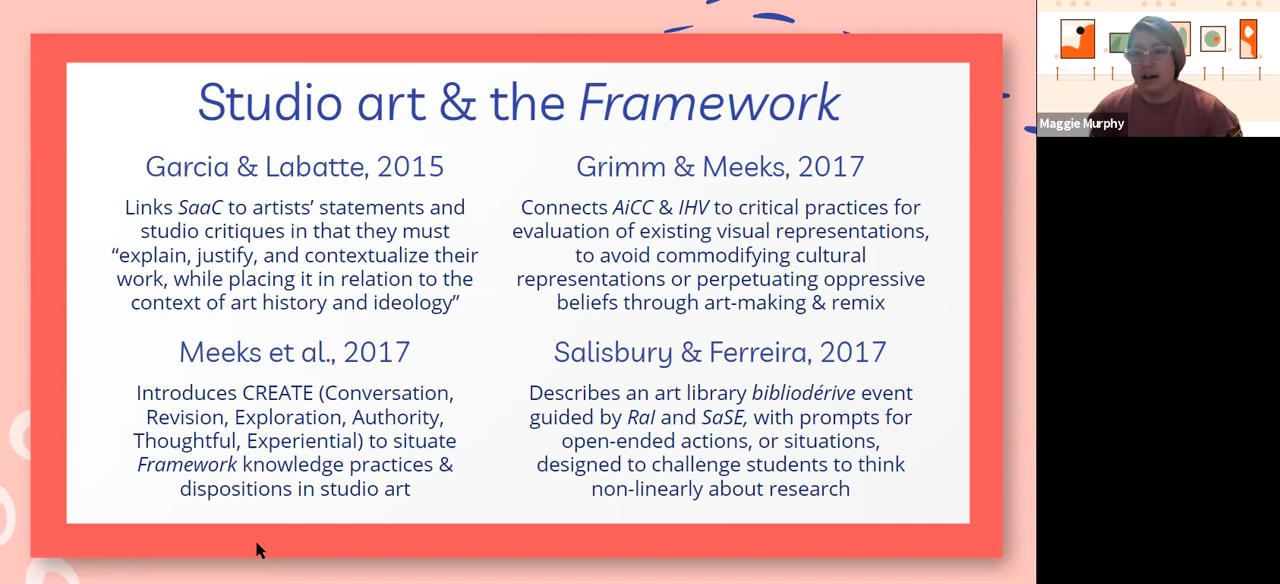 Studio art & the Framework
Garcia & Labatte, 2015
Links SaaC to artists’ statements and
studio critiques in that they must
“explain, justify, and contextualize their
work, while placing it in relation to the
context of art history and ideology”
Grimm & Meeks, 2017
Connects AiCC & IHV to critical practices for
evaluation of existing visual representations,
to avoid commodifying cultural
representations or perpetuating oppressive
beliefs through art-making & remix
Meeks et al., 2017
Introduces CREATE (Conversation,
Revision, Exploration, Authority,
Thoughtful, Experiential) to situate
Framework knowledge practices &
dispositions in studio art
Salisbury & Ferreira, 2017
Describes an art library bibliodérive event
guided by RaI and SaSE, with prompts for
open-ended actions, or situations,
designed to challenge students to think
non-linearly about research
Maggie Murphy